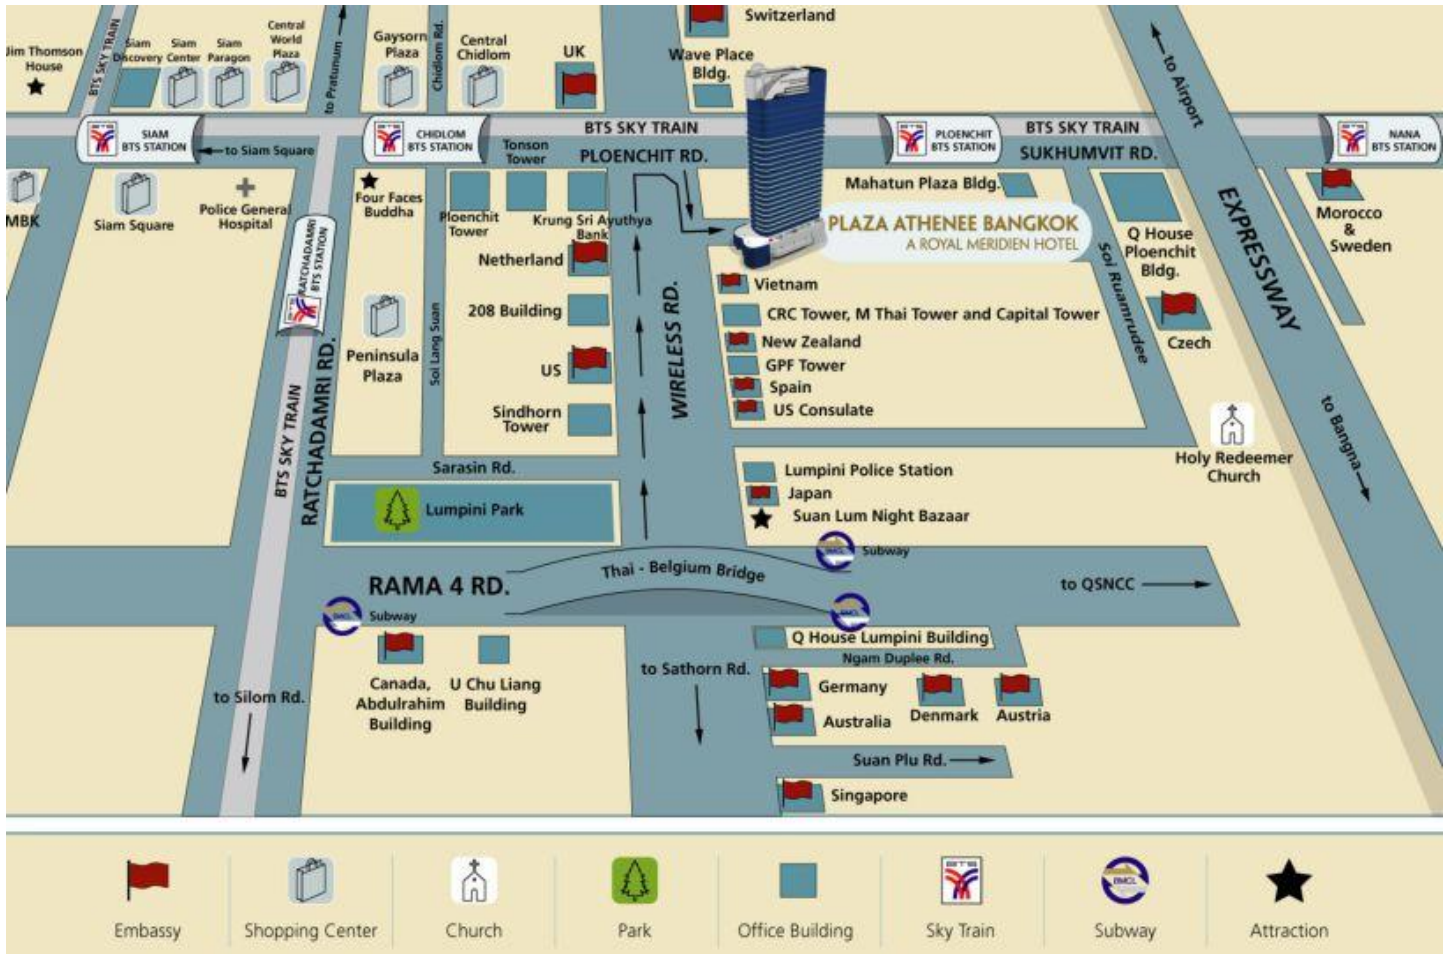 Switzerland
Jim Thomson
House
BTS SKY TRAIN
Siam
Discovery
Siam
Center
Siam
Paragon
Central
World
Plaza
to Pratunum
Gaysorn
Plaza
Chidlom Rd.
Central
Chidlom
UK
Wave Place
Bldg.
to Airport
SIAM
BTS STATION
to Siam Square
CHIDLOM
BTS STATION
BTS SKY TRAIN
Tonson
Tower
PLOENCHIT RD.
PLOENCHIT
BTS STATION
BTS SKY TRAIN
SUKHUMVIT RD.
NANA
BTS STATION
MBK
Siam Square
Police General
Hospital
Four Faces
Buddha
Ploenchit
Tower
Krung Sri Ayuthya
Bank
Mahatun Plaza Bldg.
PLAZA ATHENEE BANGKOK
A ROYAL MERIDIEN HOTEL
Q House
Ploenchit
Bldg.
EXPRESSWAY
Morocco
&
Sweden
RATCHADAMRI
BTS STATION
BTS
Netherland
208 Building
US
Sindhorn
Tower
Peninsula
Plaza
Soi Lang Suan
WIRELESS RD.
Vietnam
CRC Tower, M Thai Tower and Capital Tower
New Zealand
GPF Tower
Spain
US Consulate
Soi Ruamrudee
Czech
BTS SKY TRAIN
RATCHADAMRI RD.
Sarasin Rd.
Lumpini Park
Lumpini Police Station
Japan
Suan Lum Night Bazaar
Holy Redeemer
Church
to Bangna
BMCL
Subway
Thai - Belgium Bridge
RAMA 4 RD.
to QSNCC
BMCL
Subway
BMCL
Canada,
Abdulrahim
Building
U Chu Liang
Building
to Silom Rd.
to Sathorn Rd.
Q House Lumpini Building
Ngam Duplee Rd.
Germany
Australia
Denmark
Austria
Suan Plu Rd.
Singapore
BTS
BMCL
Embassy
Shopping Center
Church
Park
Office Building
Sky Train
Subway
Attraction